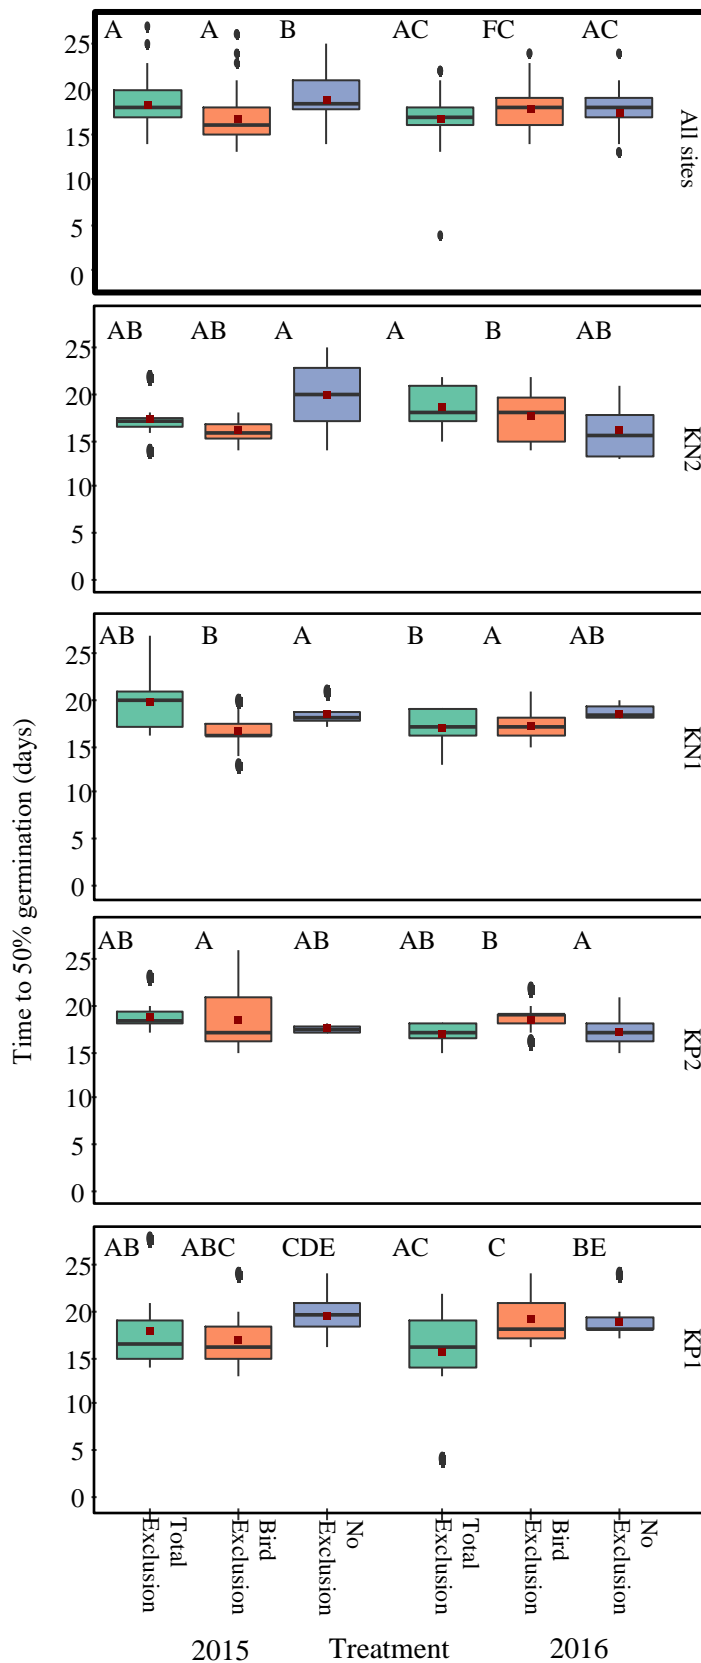 A A B AC FC AC
25
20
15
10
5
0
All sites
AB AB A A B AB
25
20
15
10
5
0
KN2
AB B A B A AB
25
20
15
10
5
0
KN1
AB A AB AB B A
25
20
15
10
5
0
KP2
AB ABC CDE AC C BE
25
20
15
10
5
0
KP1
Time to 50% germination (days)
Total
Exclusion
Bird
Exclusion
No
Exclusion
Total
Exclusion
Bird
Exclusion
No
Exclusion
2015 Treatment 2016